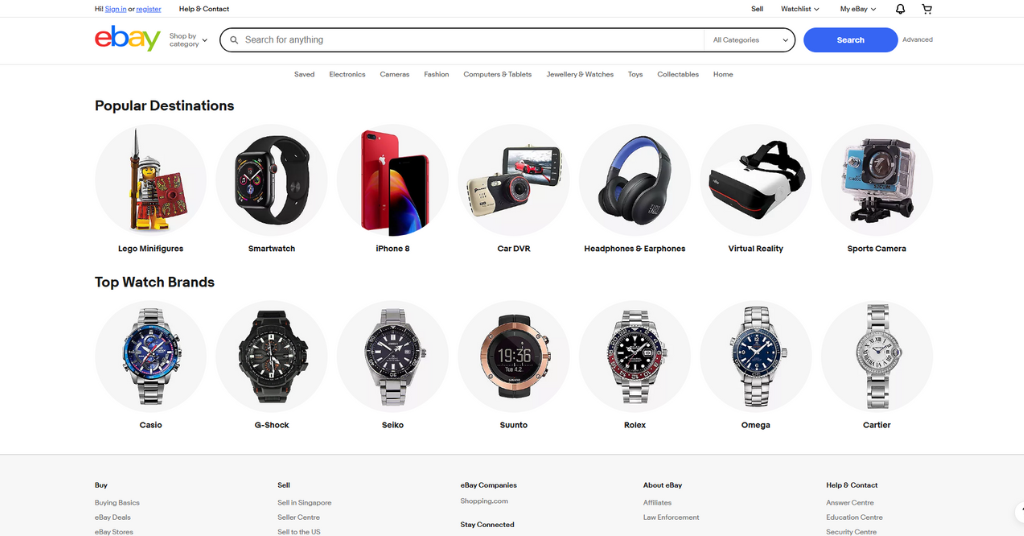 Hi! Sign in or register
Help & Contact
Sell
Watchlist
My eBay
ebay
Shop by
category
Search for anything
All Categories
Search
Advanced
Saved
Electronics
Cameras
Fashion
Computers & Tablets
Jewellery & Watches
Toys
Collectables
Home
Popular Destinations
Lego Minifigures
Smartwatch
iPhone 8
Car DVR
Headphones & Earphones
Virtual Reality
Sports Camera
Top Watch Brands
19:36
Tue 4.2.
Casio
G-Shock
Seiko
Suunto
Rolex
Omega
Cartier
Buy
Sell
eBay Companies
About eBay
Help & Contact
Buying Basics
Sell in Singapore
Shopping.com
Affiliates
Answer Centre
eBay Deals
Seller Centre
Law Enforcement
Education Centre
Stay Connected
eBay Stores
Sell to the US
Security Centre